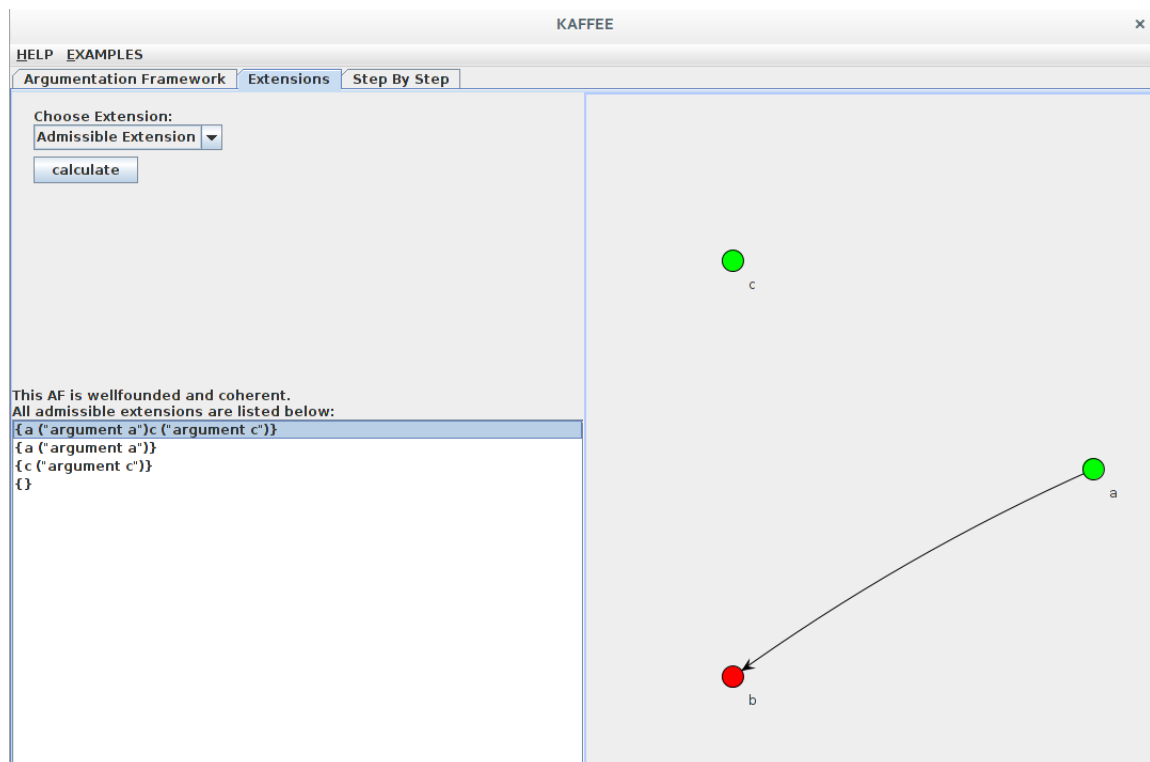 KAFFEE ×
HELP EXAMPLES
Argumentation Framework Extensions Step By Step
Choose Extension:
Admissible Extension
calculate
This AF is wellfounded and coherent.
All admissible extensions are listed below:
{a ("argument a")c ("argument c")}
{a ("argument a")}
{c ("argument c")}
{}
c
a
b